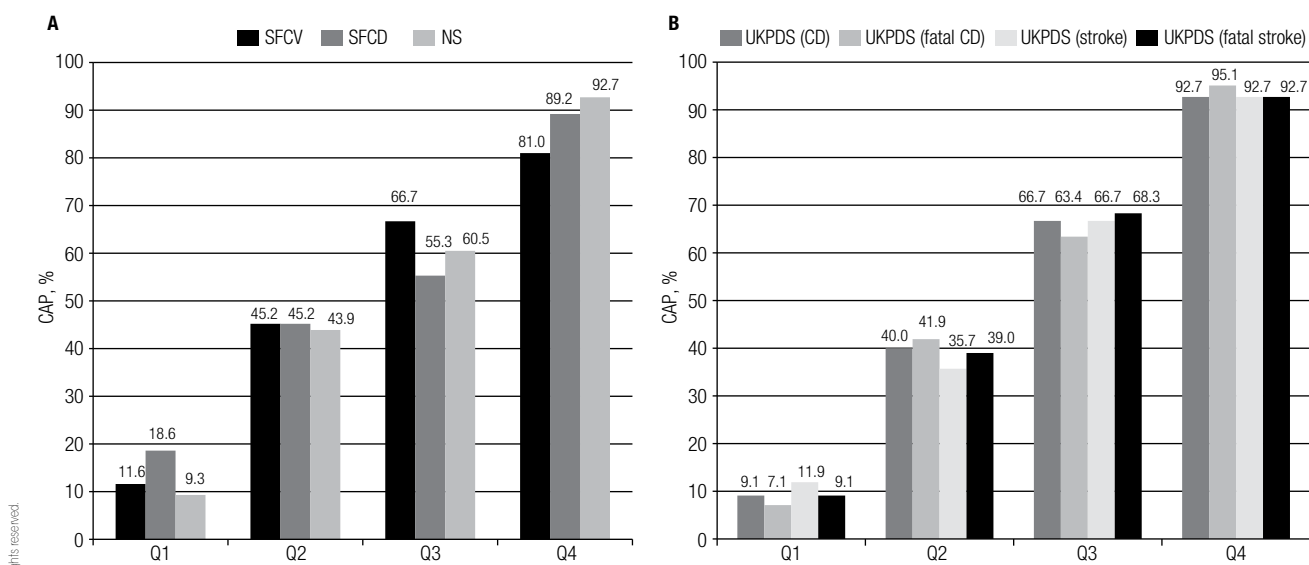 A
SFCV SFCD NS
100
90
80
70
60
50
40
30
20
10
0
CAP, %
11.6 18.6 9.3
45.2 45.2 43.9
66.7 55.3 60.5
81.0 89.2 92.7
Q1 Q2 Q3 Q4
B
UKPDS (CD) UKPDS (fatal CD) UKPDS (stroke) UKPDS (fatal stroke)
100
90
80
70
60
50
40
30
20
10
0
CAP, %
9.1 7.1 11.9 9.1
40.0 41.9 35.7 39.0
66.7 63.4 66.7 68.3
92.7 95.1 92.7 92.7
Q1 Q2 Q3 Q4
reserved.